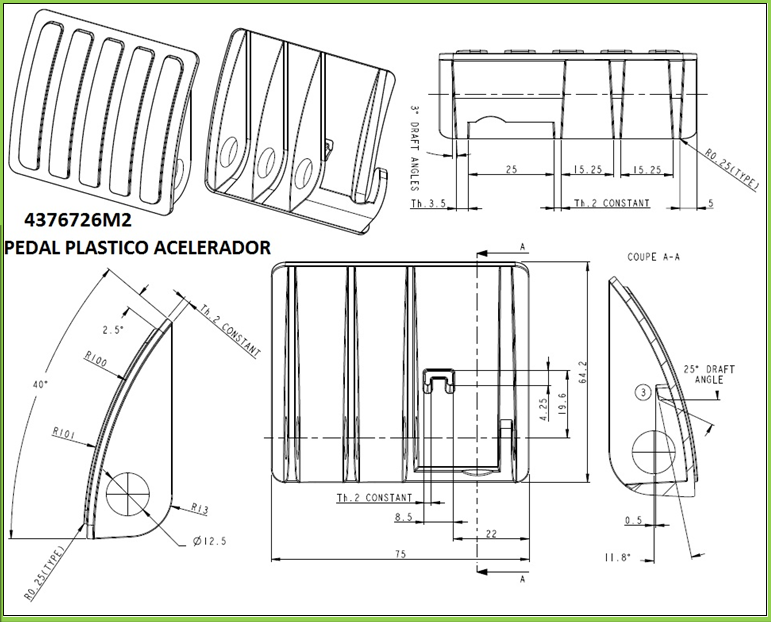 4376726M2
PEDAL PLASTICO ACELERADOR
3° DRAFT ANGLES
25
15.25
15.25
R0.25(TYPE)
Th.3.5
Th.2 CONSTANT
5
A
COUPE A-A
Th.2 CONSTANT
2.5°
R100
40°
R101
R13
Ø12.5
R0.25(TYPE)
64.2
19.6
4.25
Th.2 CONSTANT
8.5
22
75
A
25° DRAFT
ANGLE
3
0.5
11.8°